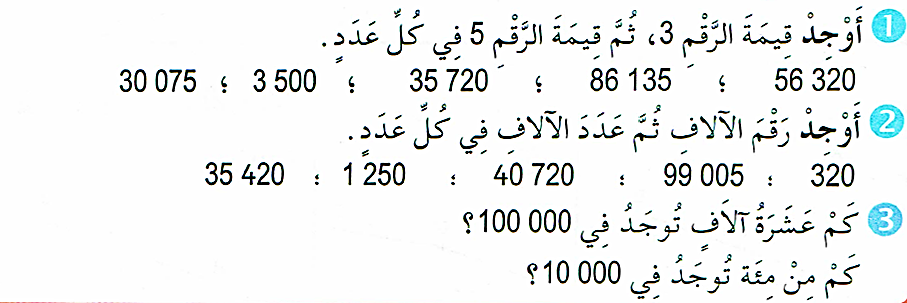 1 أَوْجِدْ قِيمَةَ الرَّقْمِ 3، ثُمَّ قِيمَةَ الرَّقْمِ 5 فِي كُلِّ عَدَدٍ.
56 320 ؛ 86 135 ؛ 35 720 ؛ 3 500 ؛ 30 075
2 أَوْجِدْ رَقْمَ الآلافِ ثُمَّ عَدَدَ الآلافِ فِي كُلِّ عَدَدٍ.
320 ؛ 99 005 ؛ 40 720 ؛ 1 250 ؛ 35 420
3 كَمْ عَشَرَةُ آلاَفٍ تُوجَدُ فِي 100 000؟
كَمْ مِنْ مِئَة تُوجَدُ فِي 10 000؟